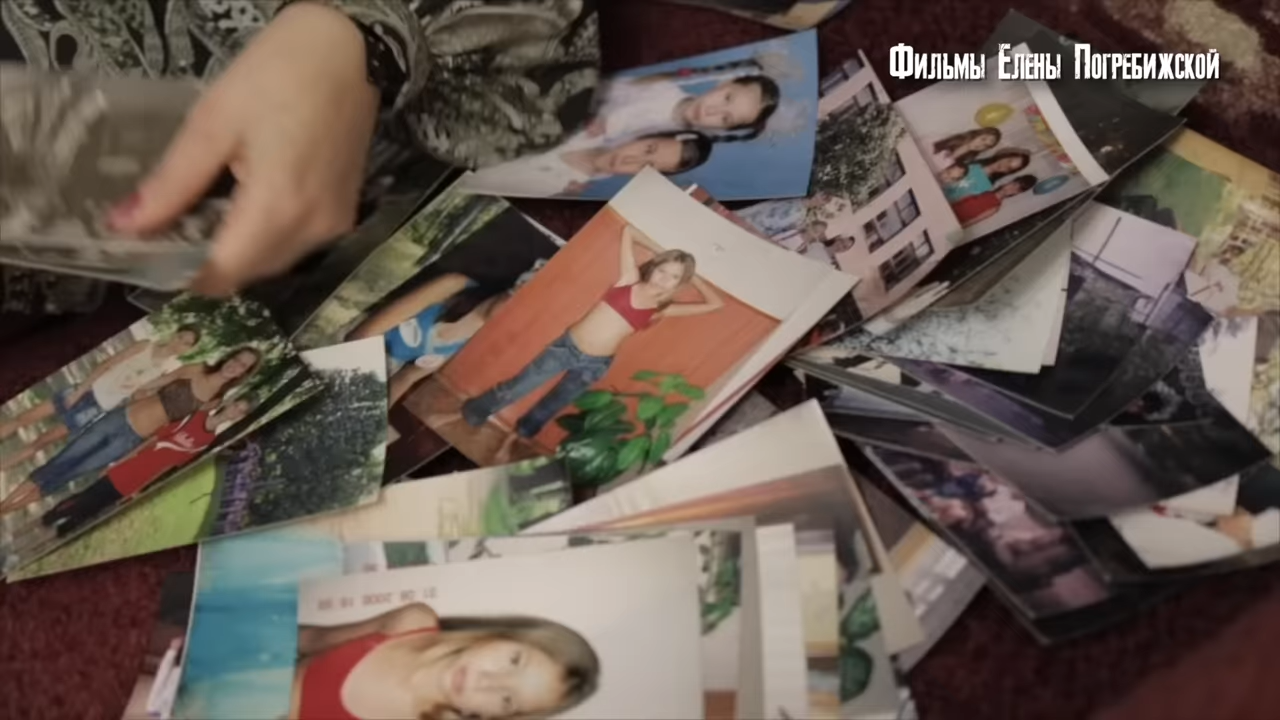 Фильмы Елены Погребижской